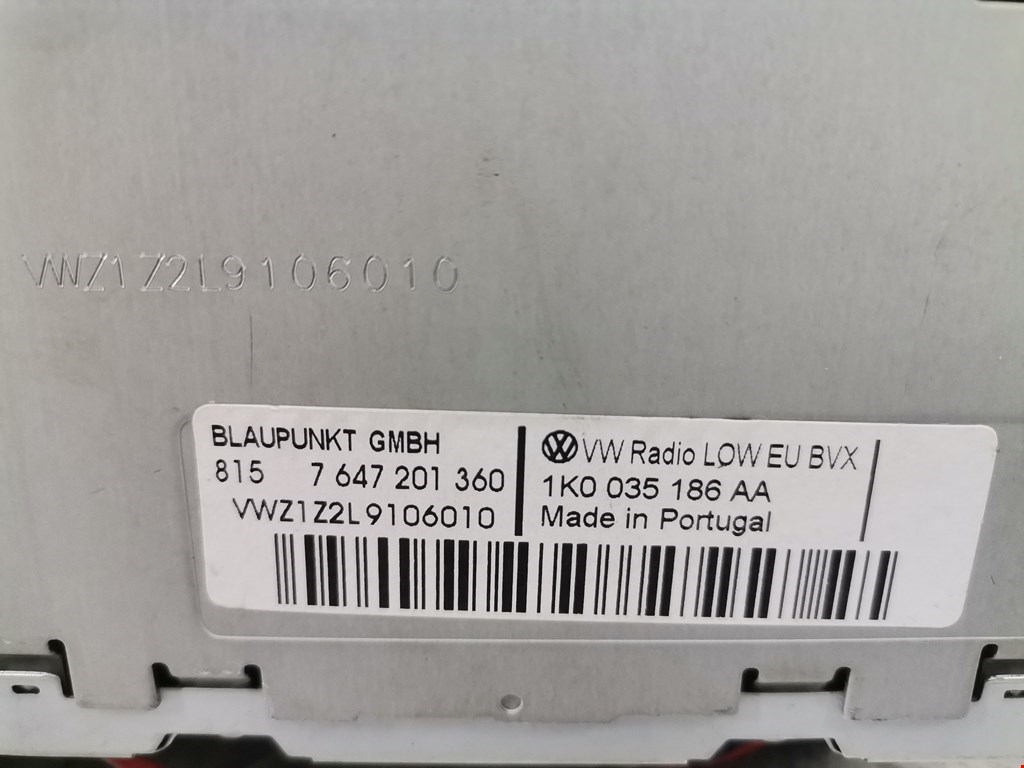 VWZ1Z2L9106010
BLAUPUNKT GMBH
815 7 647 201 360
VWZ1Z2L9106010
VW Radio LOW EU BVX
1K0 035 186 AA
Made in Portugal